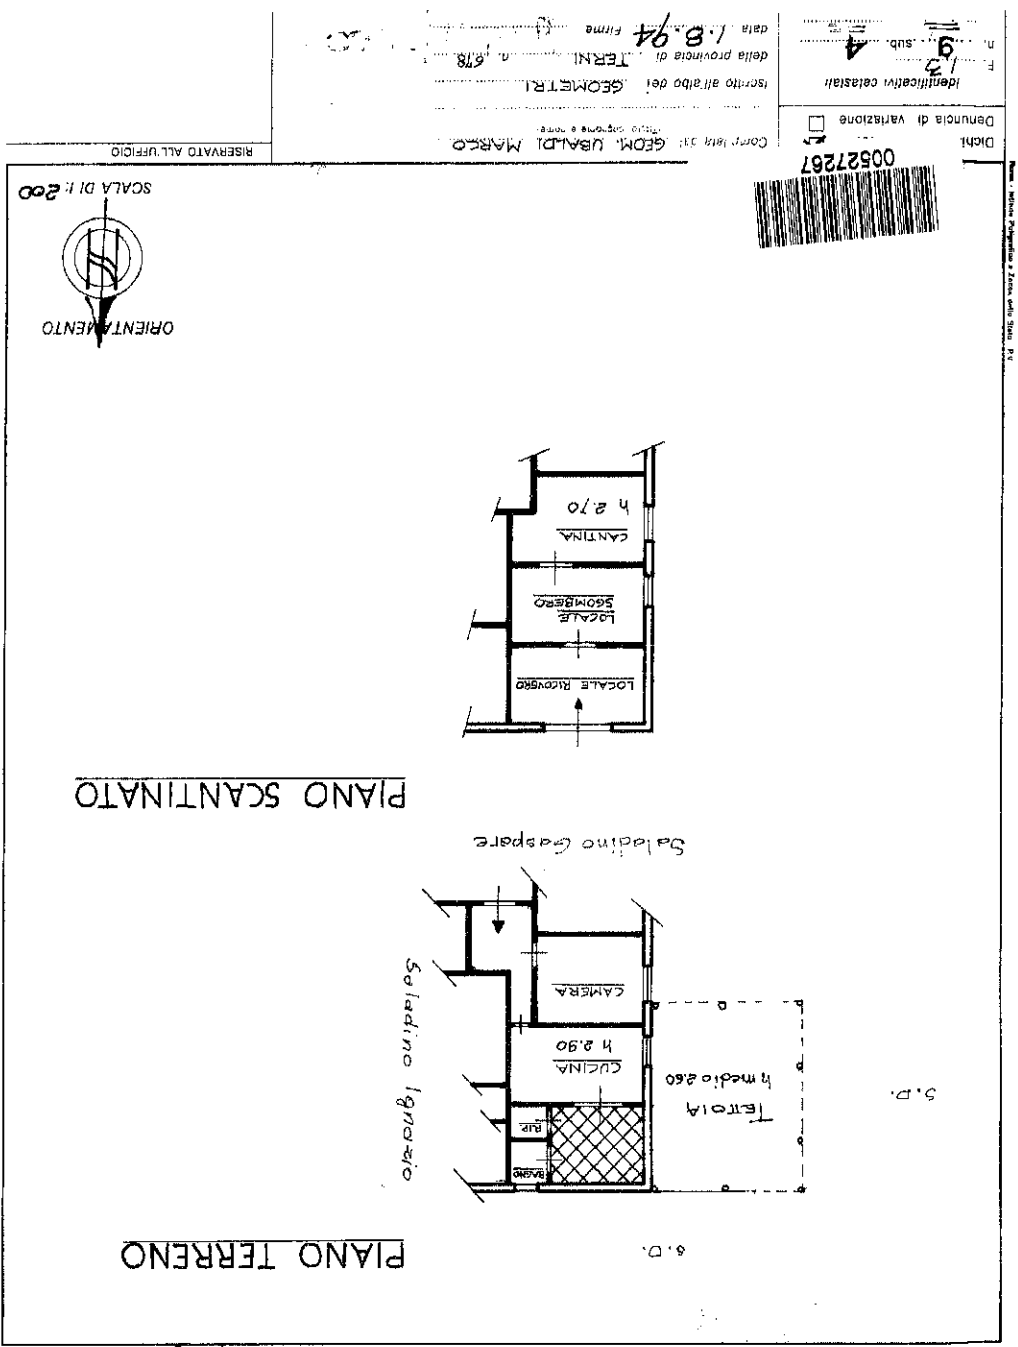 S.D.
PIANO TERRENO
BAGNO
RIP.
TETTOIA
h medio 2.60
S.D.
CUCINA
h 2.90
CAMERA
Saladino Ignazio
Saladino Gaspare
PIANO SCANTINATO
LOCALE RICOVERO
LOCALE
SGOMBERO
CANTINA
h 2.70
ORIENTAMENTO
SCALA DI 1: 200
00527267
RISERVATO ALL'UFFICIO
Dichi
Denuncia di variazione
Identificativi catastali
F. 13
n. 9 sub. 4
Compilata da: GEOM. UBALDI MARCO
Iscritto all'albo dei GEOMETRI
della provincia di TERNI n. 678
data 1.8.94 Firma